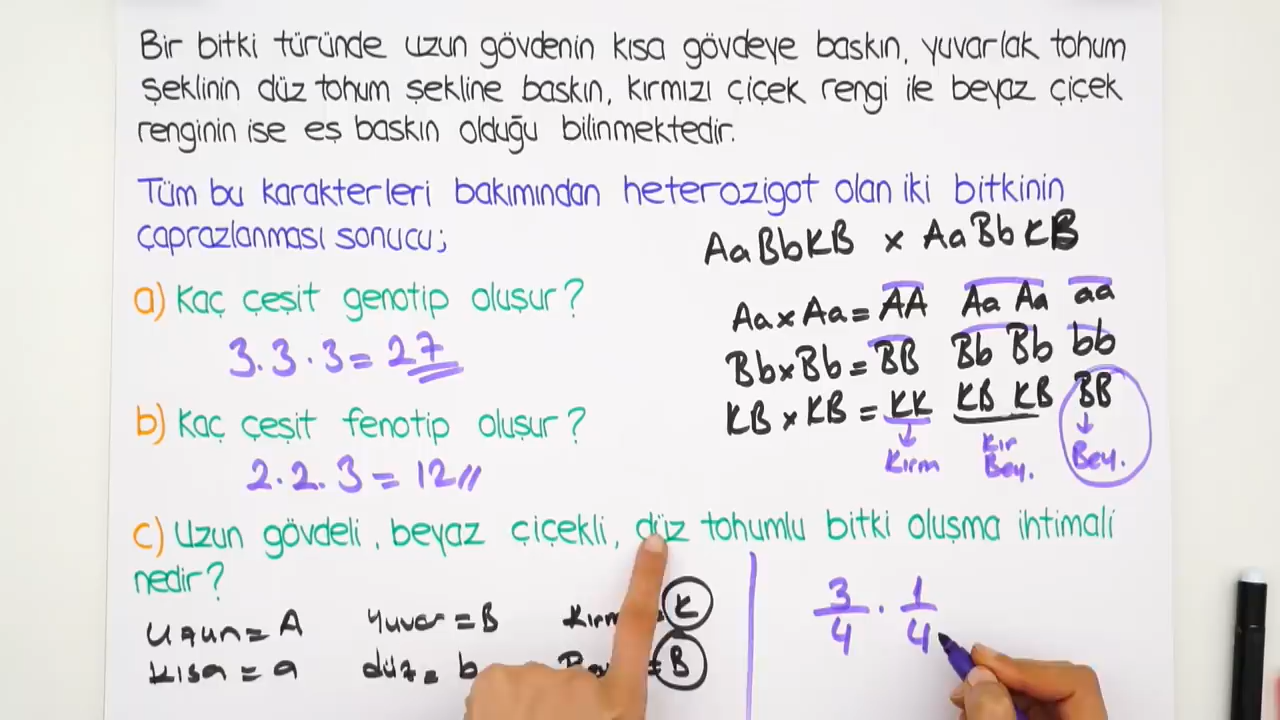 Bir bitki türünde uzun gövdenin kısa gövdeye baskın, yuvarlak tohum
şeklinin düz tohum şekline baskın, kırmızı çiçek rengi ile beyaz çiçek
renginin ise eş baskın olduğu bilinmektedir.
Tüm bu karakterleri bakımından heterozigot olan iki bitkinin
çaprazlanması sonucu;
AaBbKB x AaBbKB
a) Kaç çeşit genotip oluşur?
3.3.3=27
Aa x Aa = AA Aa Aa aa
Bb x Bb = BB Bb Bb bb
KB x KB = KK KB KB BB
Kırm Kır Bey. Bey.
b) Kaç çeşit fenotip oluşur?
2.2.3=12//
c) Uzun gövdeli, beyaz çiçekli, düz tohumlu bitki oluşma ihtimali
nedir?
Uzun = A Yuvar = B Kırm K
Kısa = a düz = b = B
3/4 . 1/4